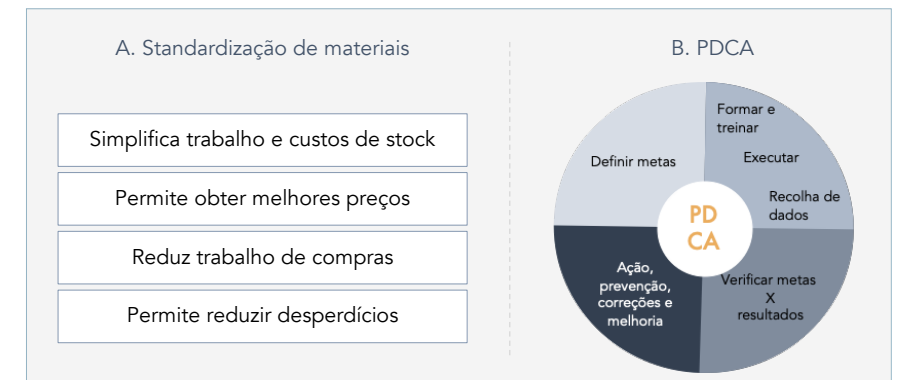 A. Standardização de materiais
Simplifica trabalho e custos de stock
Permite obter melhores preços
Reduz trabalho de compras
Permite reduzir desperdícios
B. PDCA
Definir metas
Formar e
treinar
Executar
Recolha de
dados
PD
CA
Ação,
prevenção,
correções e
melhoria
Verificar metas
X
resultados